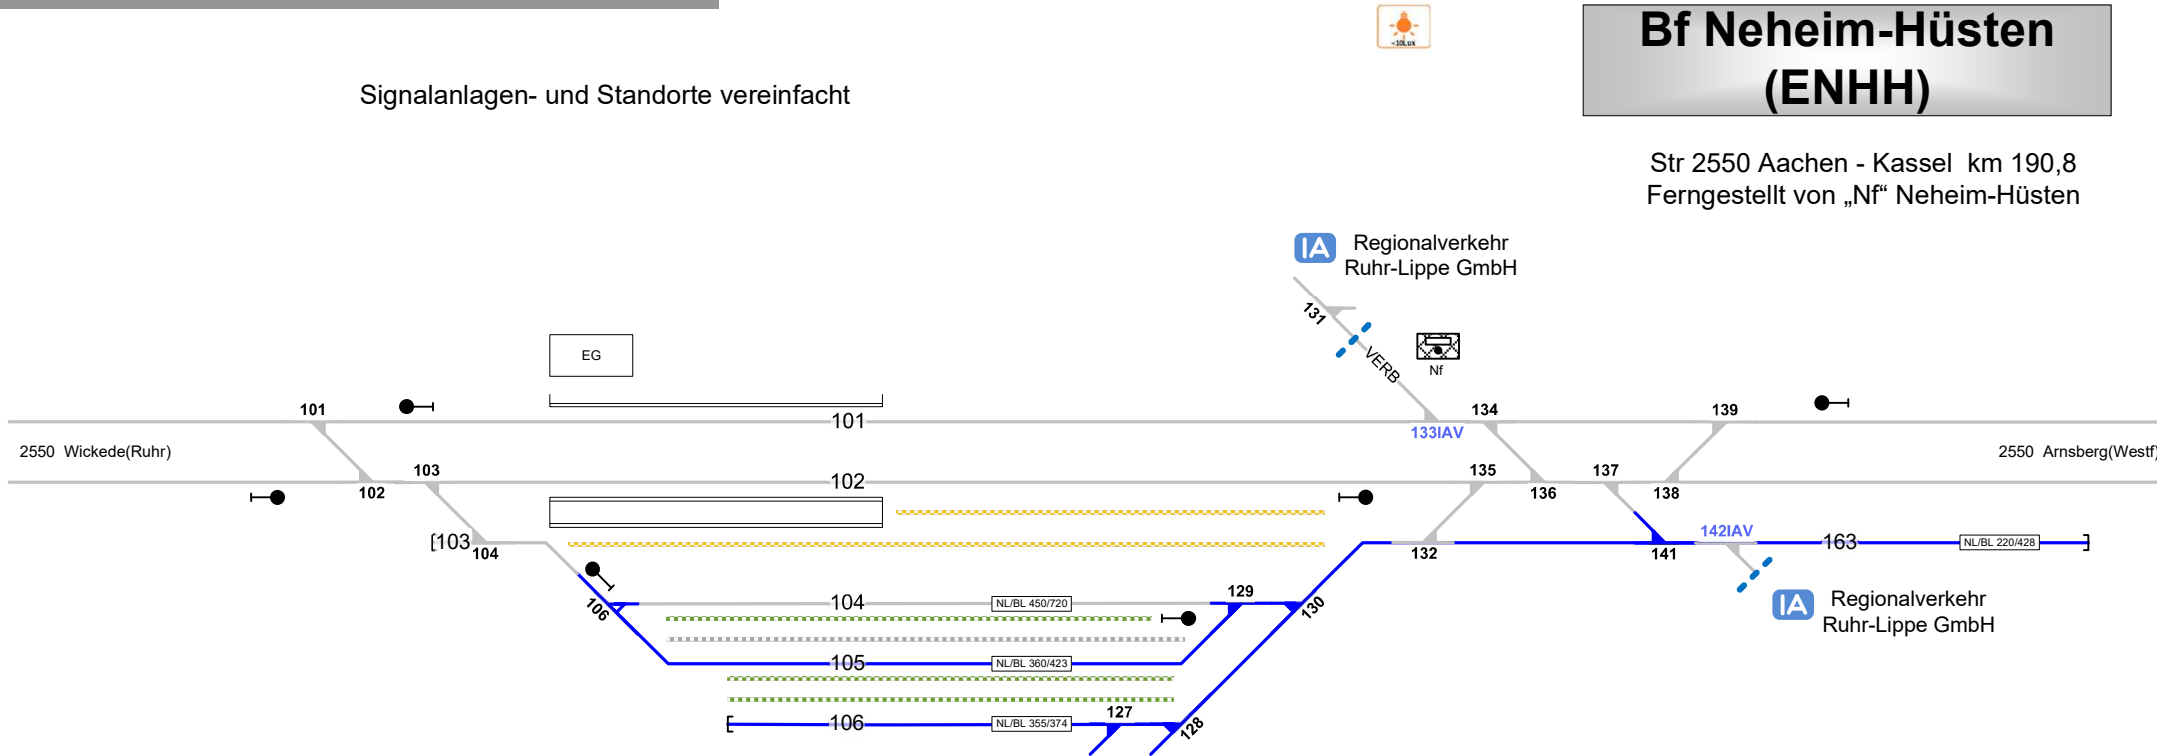 <10Lux
Bf Neheim-Hüsten
(ENHH)
Signalanlagen- und Standorte vereinfacht
Str 2550 Aachen - Kassel km 190,8
Ferngestellt von „Nf“ Neheim-Hüsten
IA
Regionalverkehr
Ruhr-Lippe GmbH
131
VERB
EG
Nf
101
134
139
101
133IAV
2550 Wickede(Ruhr)
2550 Arnsberg(Westf)
103
135
137
102
102
136
138
[103
104
132
141
142IAV
163
NL/BL 220/428
106
104
NL/BL 450/720
129
130
IA
Regionalverkehr
Ruhr-Lippe GmbH
105
NL/BL 360/423
106
NL/BL 355/374
127
128